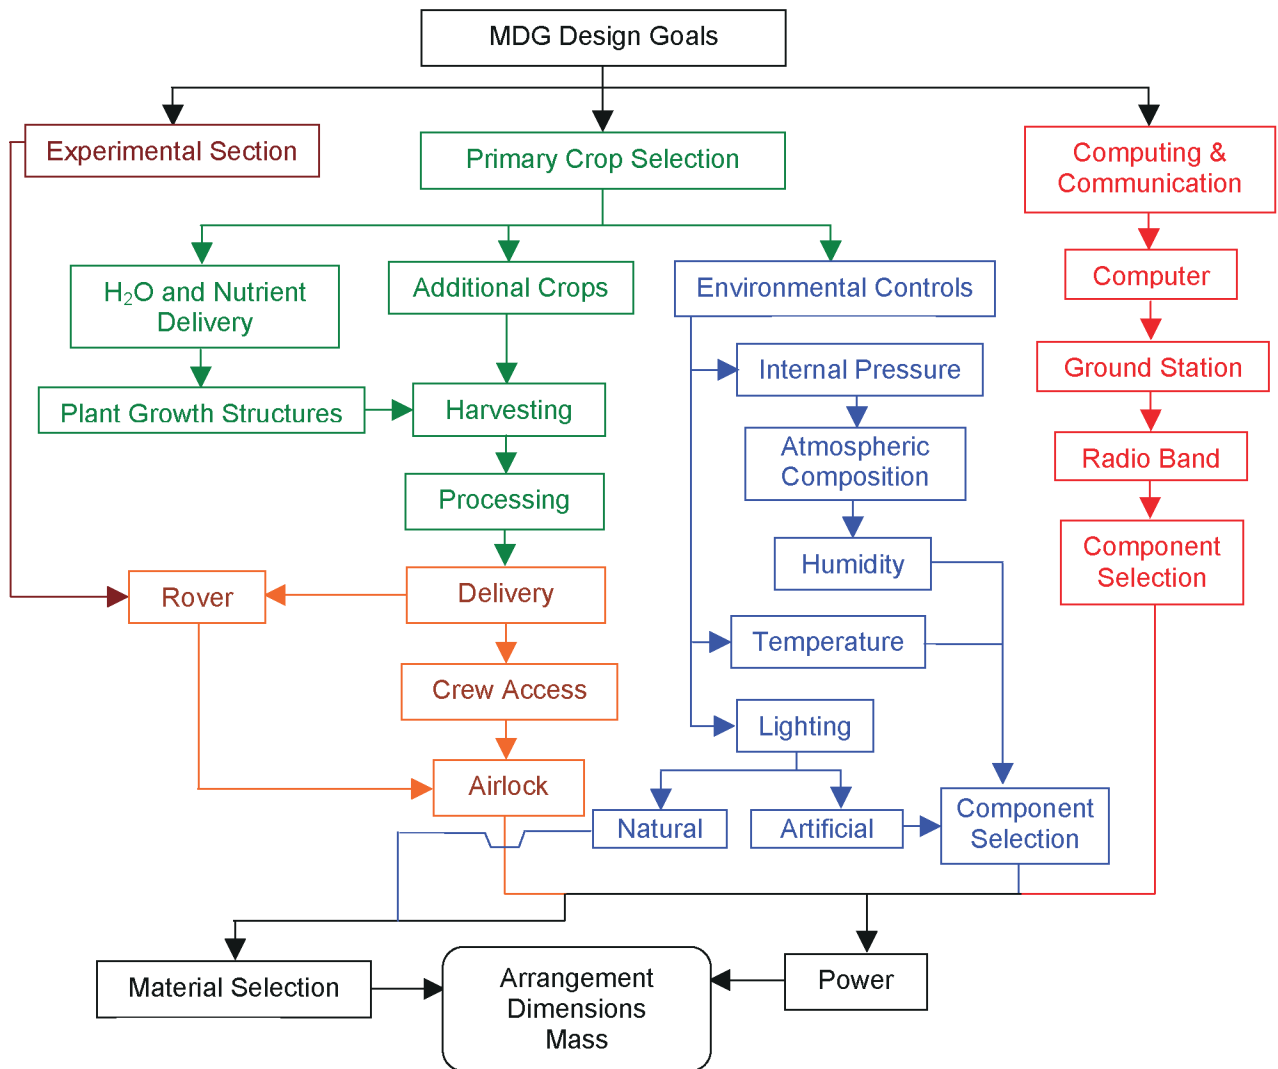 MDG Design Goals
Experimental Section
Primary Crop Selection
Computing &
Communication
H₂O and Nutrient
Delivery
Additional Crops
Environmental Controls
Computer
Internal Pressure
Ground Station
Plant Growth Structures
Harvesting
Atmospheric
Composition
Radio Band
Processing
Humidity
Component
Selection
Rover
Delivery
Temperature
Crew Access
Lighting
Airlock
Natural
Artificial
Component
Selection
Material Selection
Arrangement
Dimensions
Mass
Power